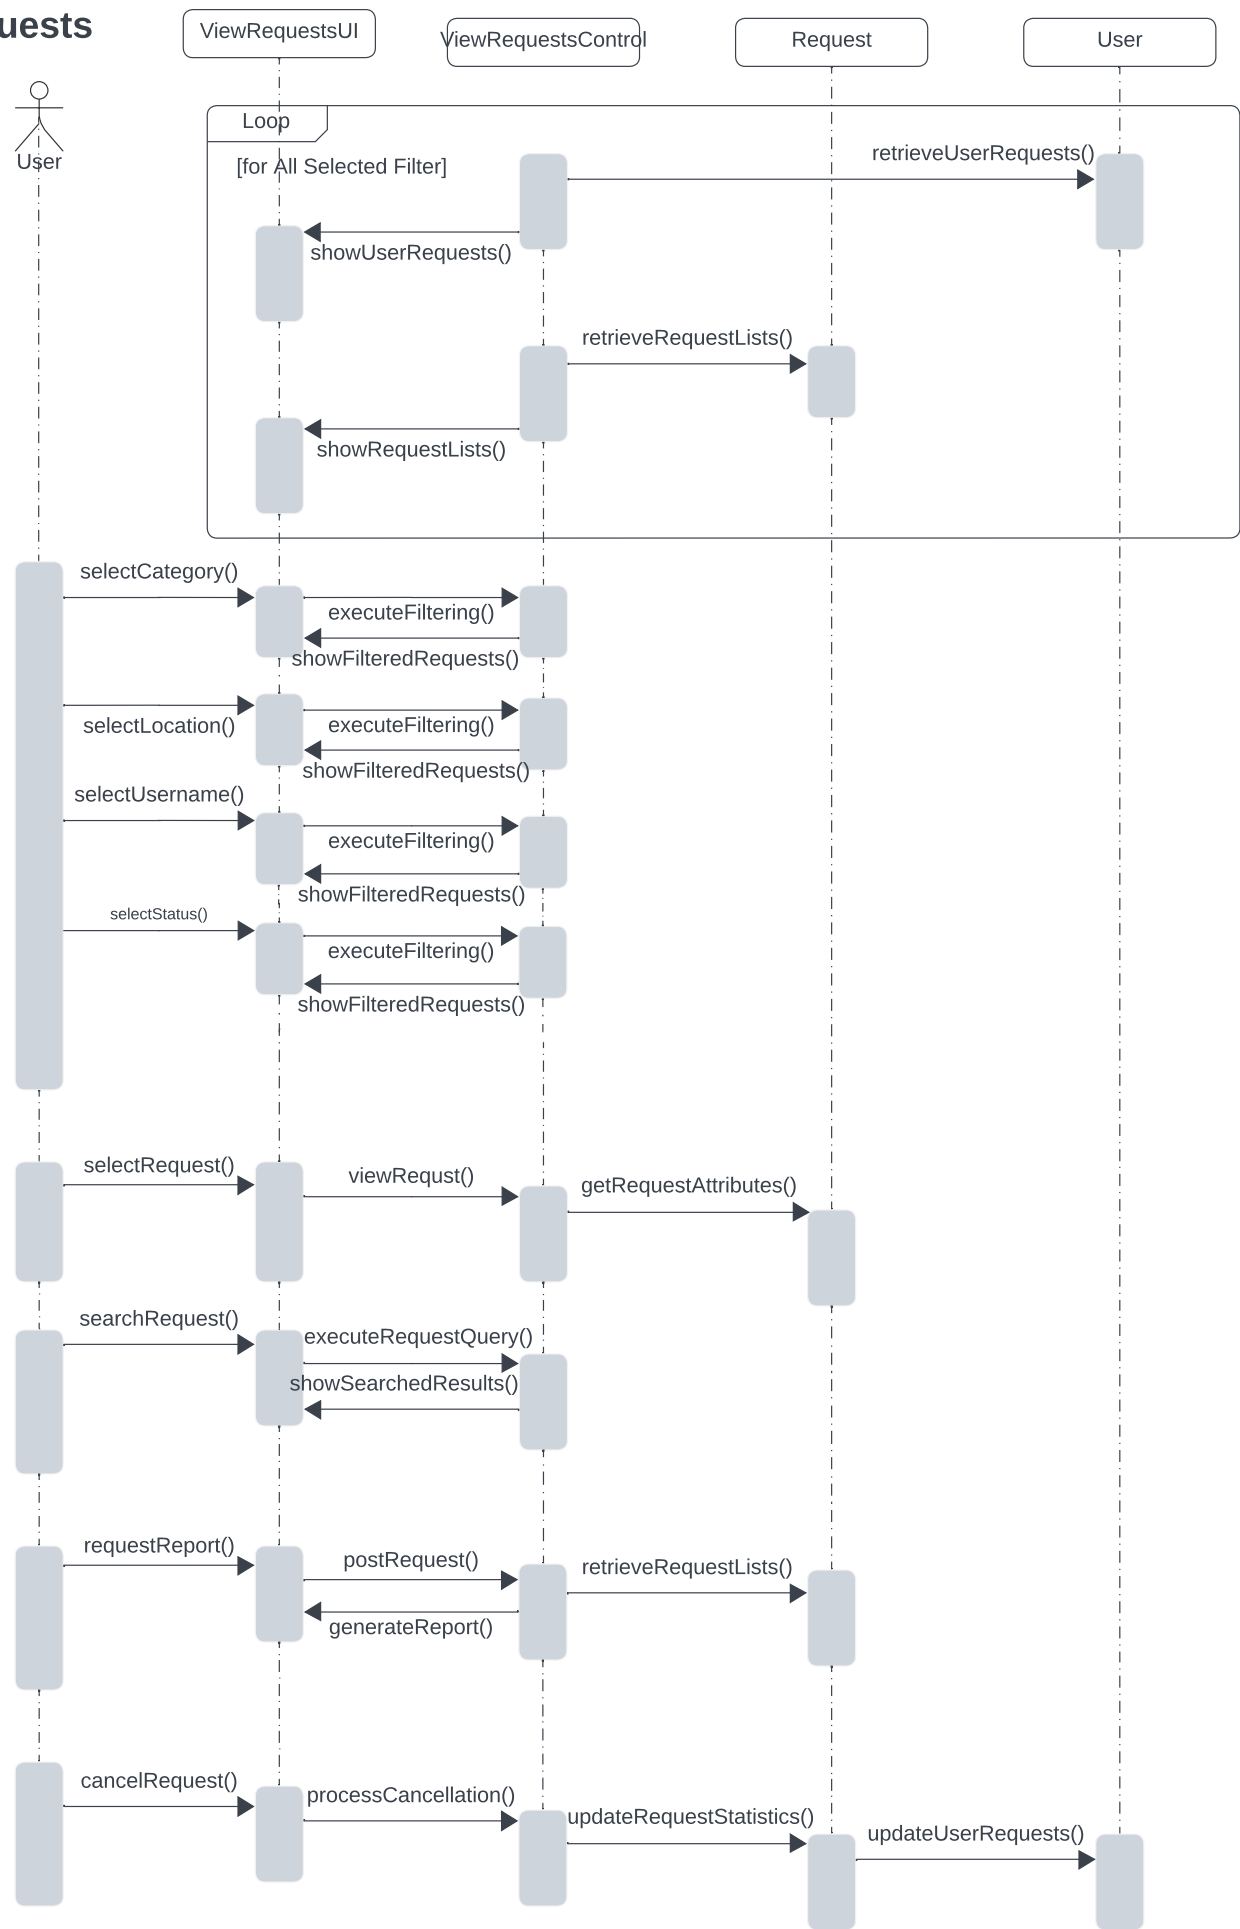 uests
ViewRequestsUI
ViewRequestsControl
Request
User
User
Loop
[for All Selected Filter]
retrieveUserRequests()
showUserRequests()
retrieveRequestLists()
showRequestLists()
selectCategory()
executeFiltering()
showFilteredRequests()
selectLocation()
executeFiltering()
showFilteredRequests()
selectUsername()
executeFiltering()
showFilteredRequests()
selectStatus()
executeFiltering()
showFilteredRequests()
selectRequest()
viewRequst()
getRequestAttributes()
searchRequest()
executeRequestQuery()
showSearchedResults()
requestReport()
postRequest()
retrieveRequestLists()
generateReport()
cancelRequest()
processCancellation()
updateRequestStatistics()
updateUserRequests()